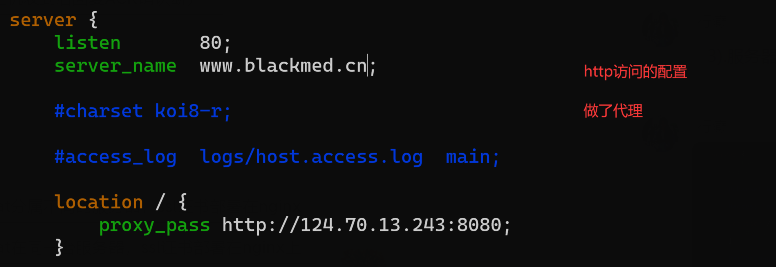 server {
listen 80;
server_name www.blackmed.cn;
http访问的配置
#charset koi8-r;
做了代理
#access_log logs/host.access.log main;
location / {
proxy_pass http://124.70.13.243:8080;
}